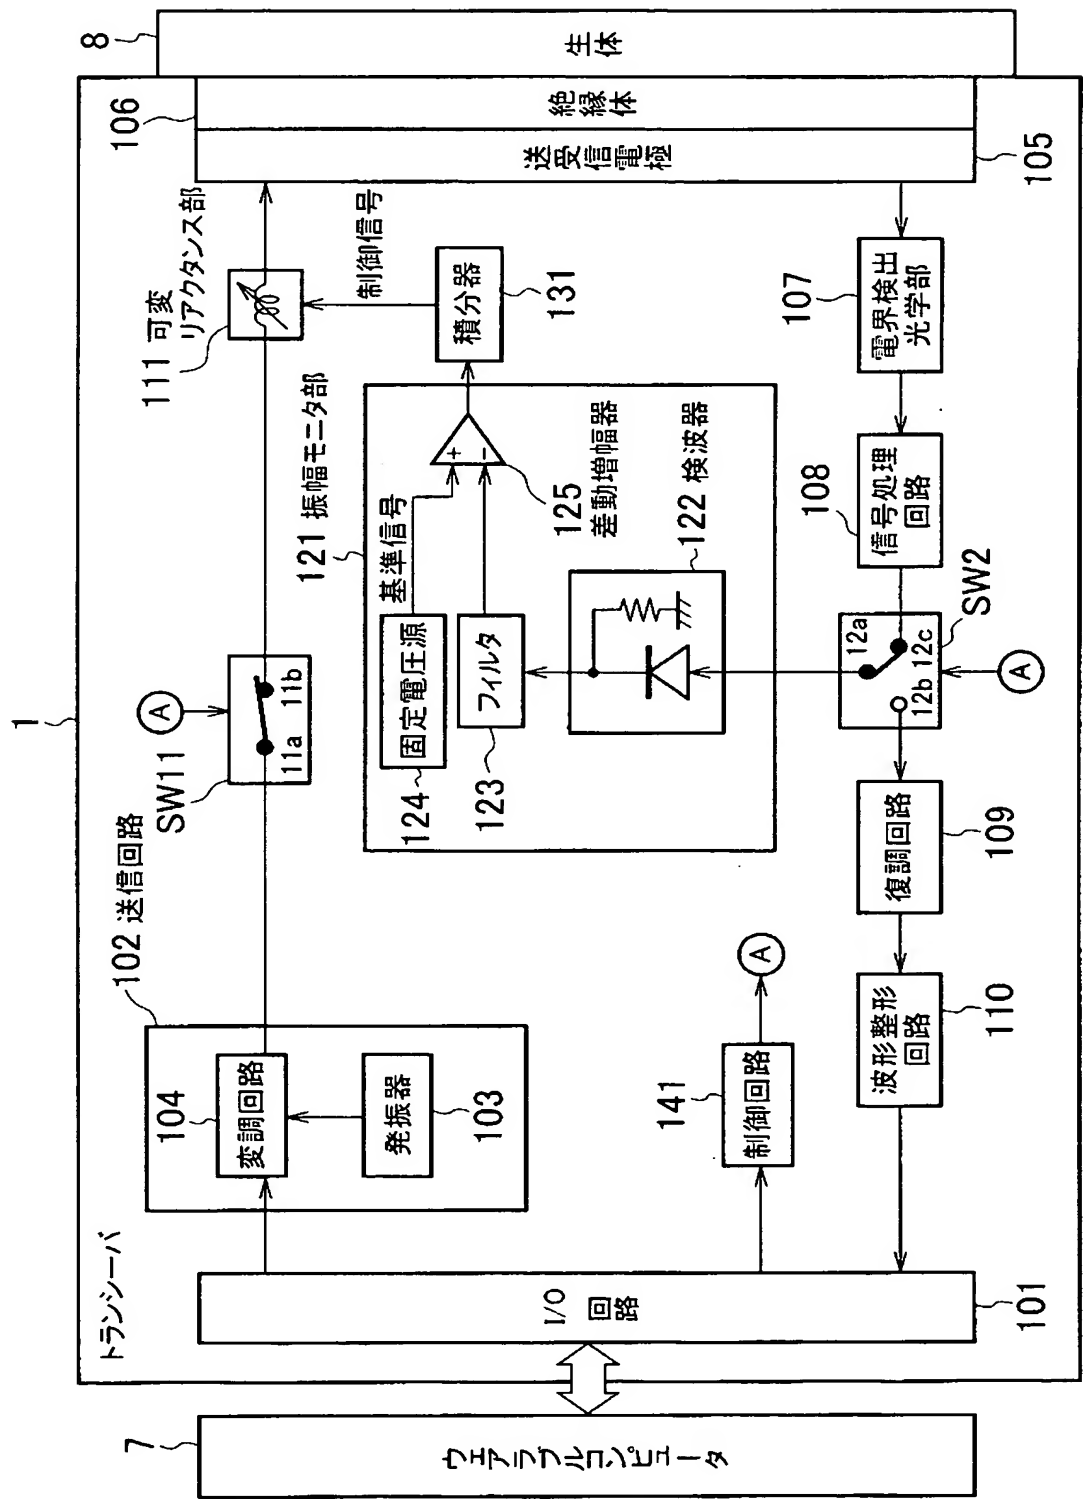 1
トランシーバ
7
ウエアラブルコンピュータ
I/O
回路
101
102 送信回路
104
変調回路
発振器
103
SW11
A
11a
11b
111 可変
リアクタンス部
制御信号
106
8
送受信電極
絶縁体
生体
105
121 振幅モニタ部
基準信号
124
固定電圧源
123
フィルタ
+
−
125
差動増幅器
積分器
131
122 検波器
141
制御回路
A
107
電界検出
光学部
108
信号処理
回路
SW2
12a
12b
12c
A
復調回路
109
波形整形
回路
110